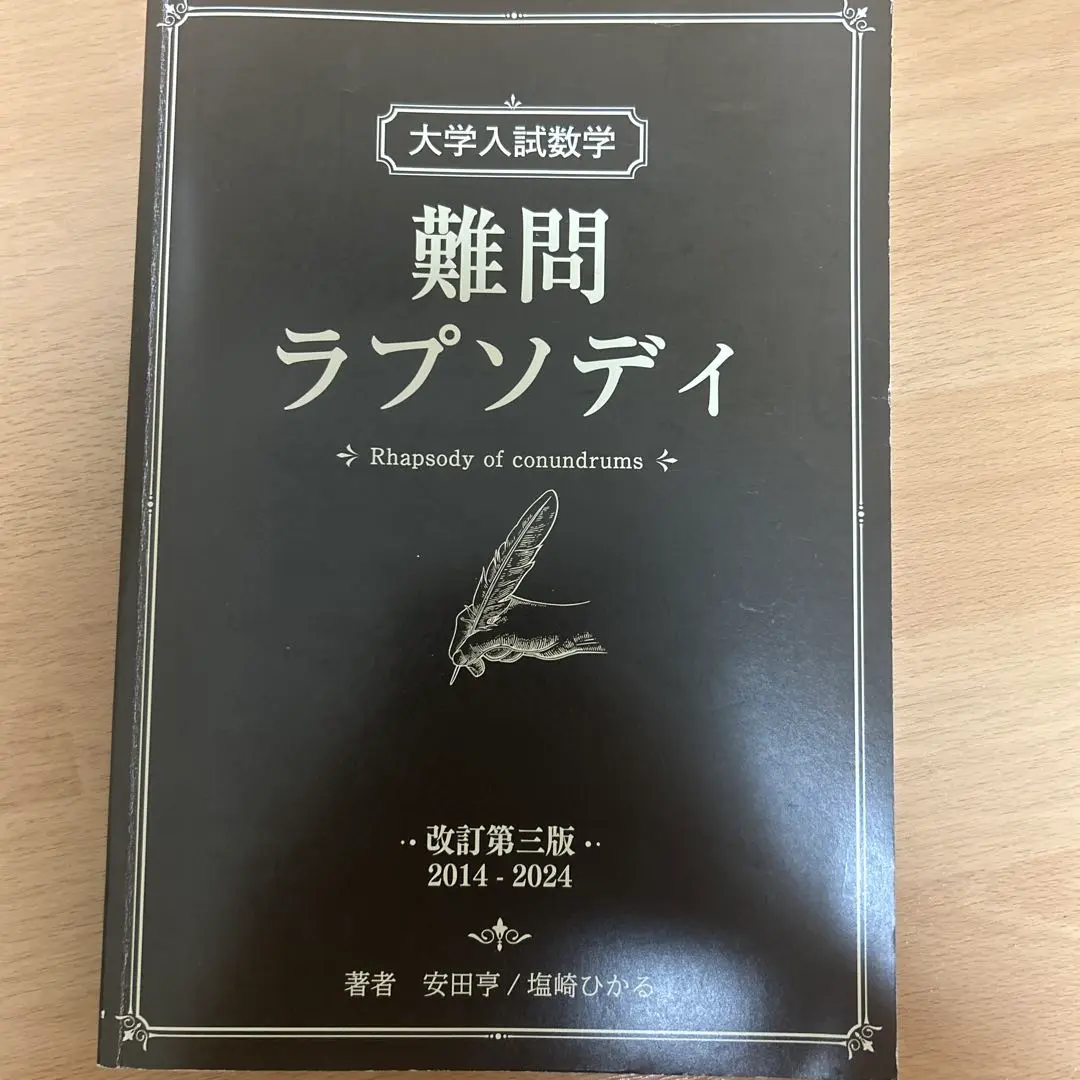 大学入試数学
難問
ラプソディ
Rhapsody of conundrums
改訂第三版
2014 - 2024
著者 安田亨 / 塩崎ひかる